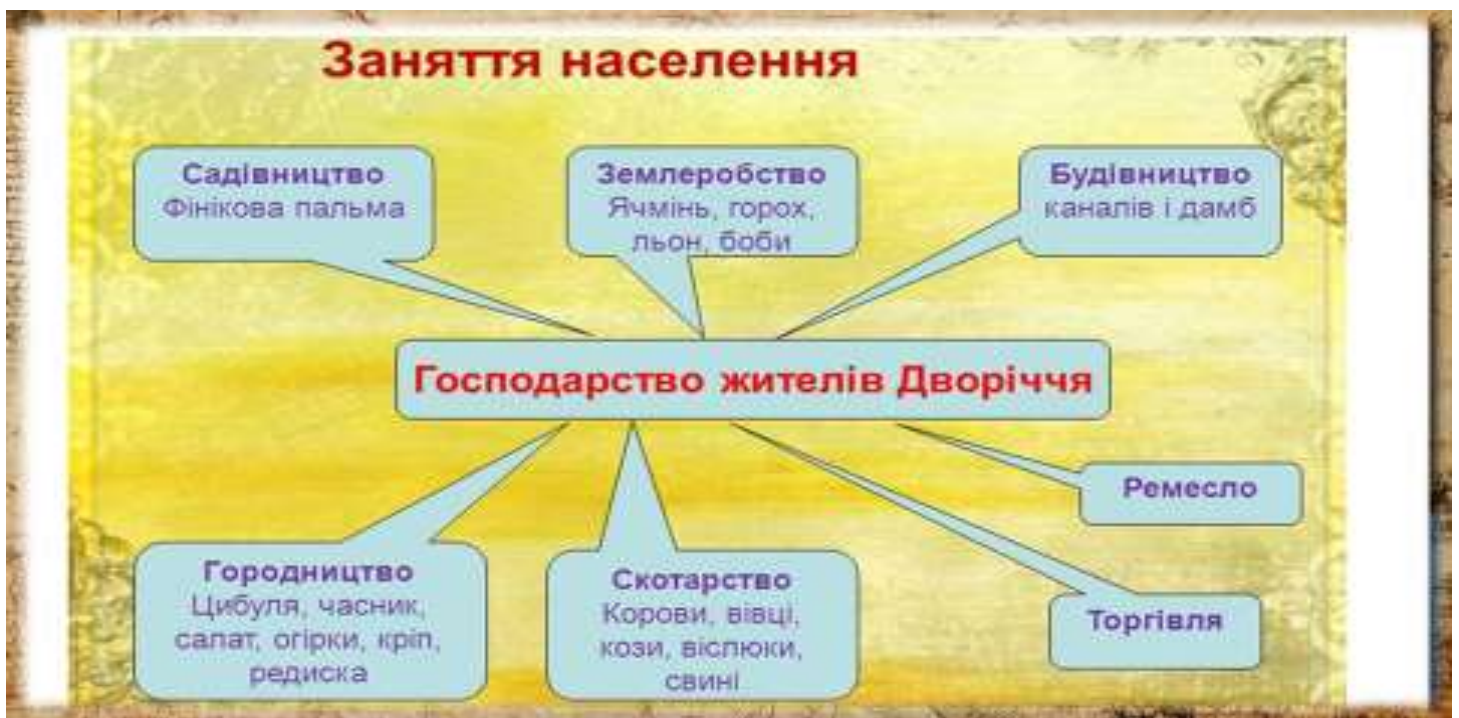 Заняття населення
Садівництво
Фінікова пальма
Землеробство
Ячмінь, горох,
льон, боби
Будівництво
каналів і дамб
Господарство жителів Дворіччя
Ремесло
Городництво
Цибуля, часник,
салат, огірки, кріп,
редиска
Скотарство
Корови, вівці,
кози, віслюки,
свині
Торгівля